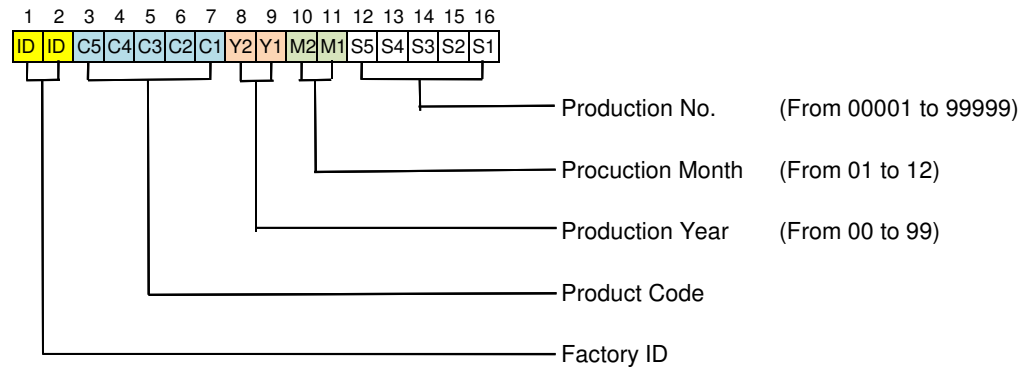 1 2 3 4 5 6 7 8 9 10 11 12 13 14 15 16
ID ID C5 C4 C3 C2 C1 Y2 Y1 M2 M1 S5 S4 S3 S2 S1
Production No. (From 00001 to 99999)
Procuction Month (From 01 to 12)
Production Year (From 00 to 99)
Product Code
Factory ID